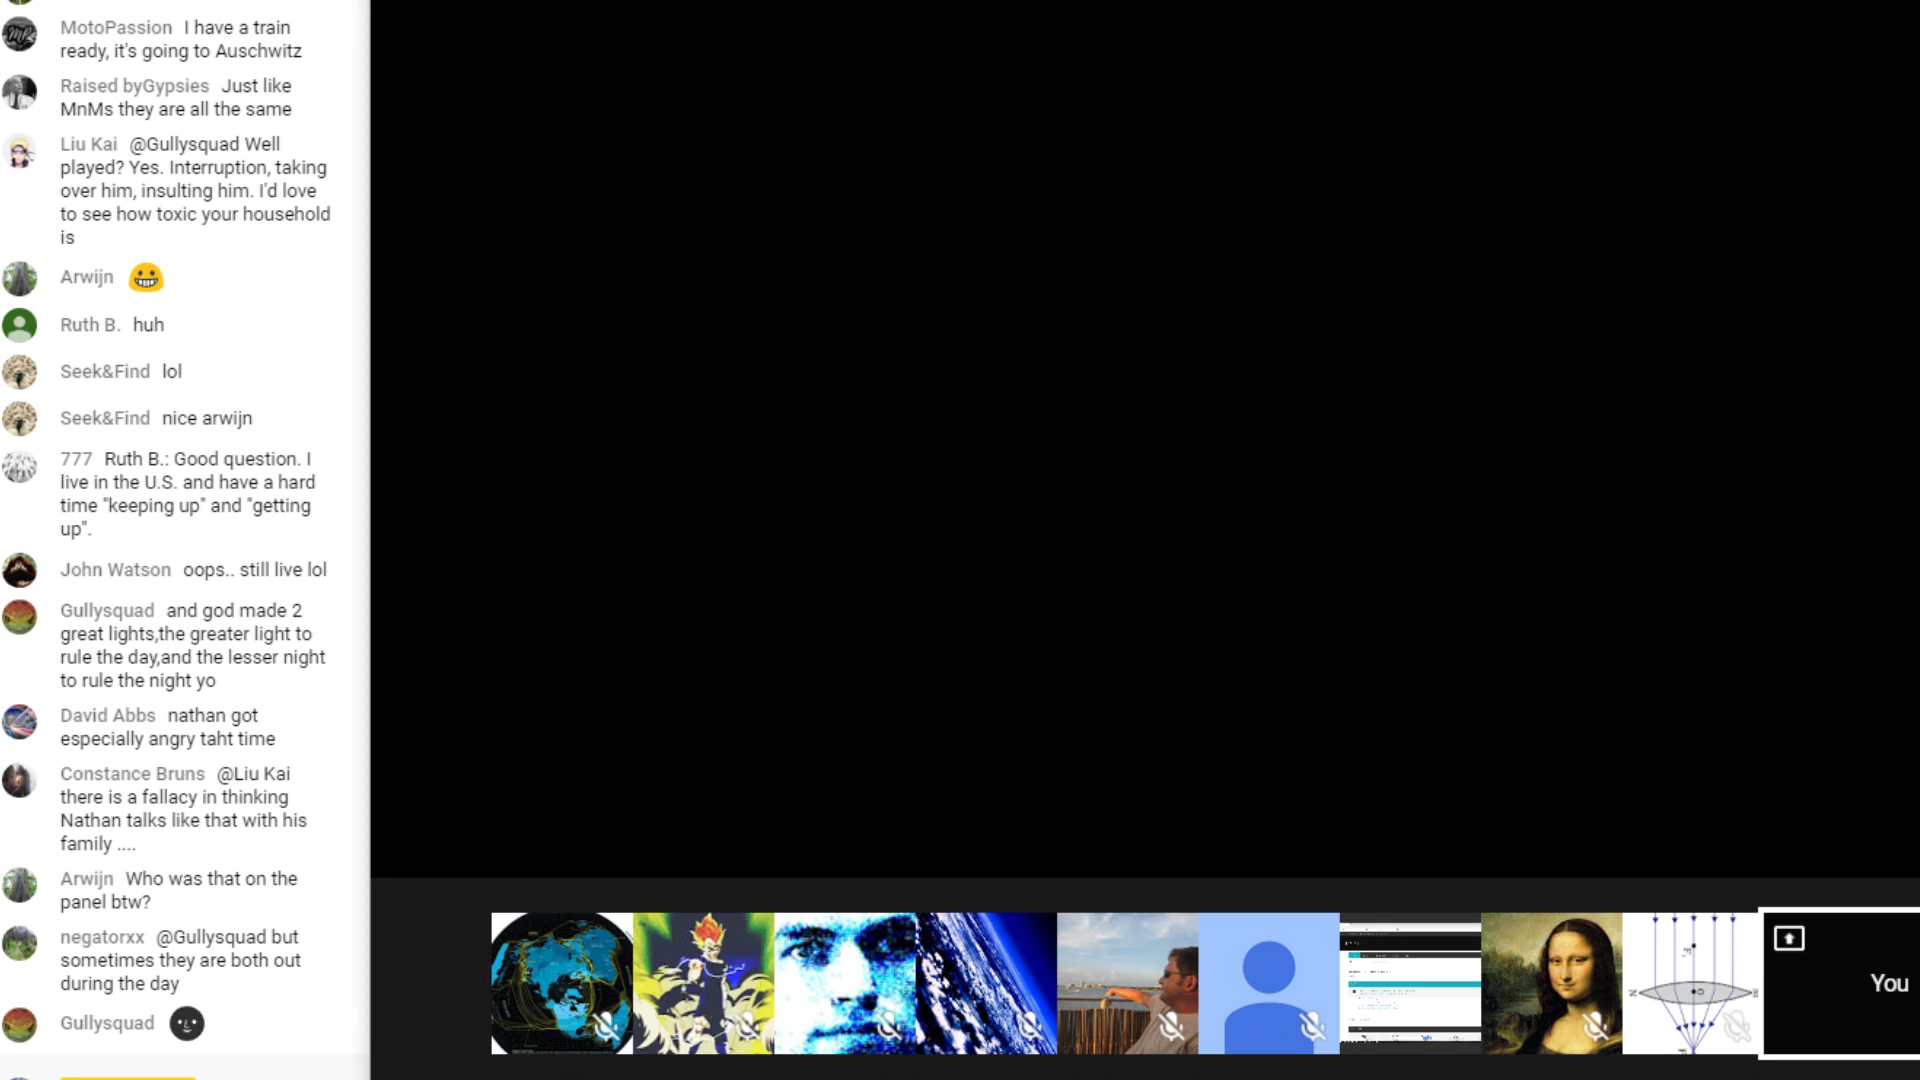 MotoPassion I have a train
ready, it's going to Auschwitz
Raised byGypsies Just like
MnMs they are all the same
Liu Kai @Gullysquad Well
played? Yes. Interruption, taking
over him, insulting him. I'd love
to see how toxic your household
is
Arwijn
Ruth B. huh
Seek&Find lol
Seek&Find nice arwijn
777 Ruth B.: Good question. I
live in the U.S. and have a hard
time "keeping up" and "getting
up".
John Watson oops.. still live lol
Gullysquad and god made 2
great lights,the greater light to
rule the day,and the lesser night
to rule the night yo
David Abbs nathan got
especially angry taht time
Constance Bruns @Liu Kai
there is a fallacy in thinking
Nathan talks like that with his
family ....
Arwijn Who was that on the
panel btw?
negatorxx @Gullysquad but
sometimes they are both out
during the day
Gullysquad
You